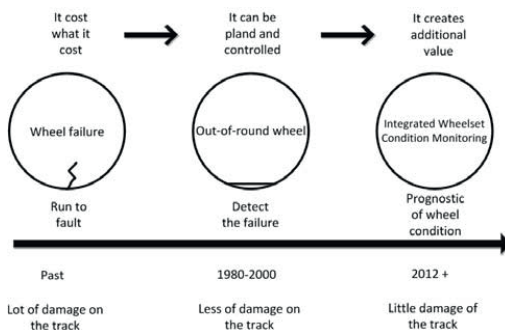 It cost
what it
cost
It can be
pland and
controlled
It creates
additional
value
Wheel failure
Out-of-round wheel
Integrated Wheelset
Condition Monitoring
Run to
fault
Detect
the failure
Prognostic
of wheel
condition
Past
1980-2000
2012 +
Lot of damage on
the track
Less of damage on
the track
Little damage of
the track